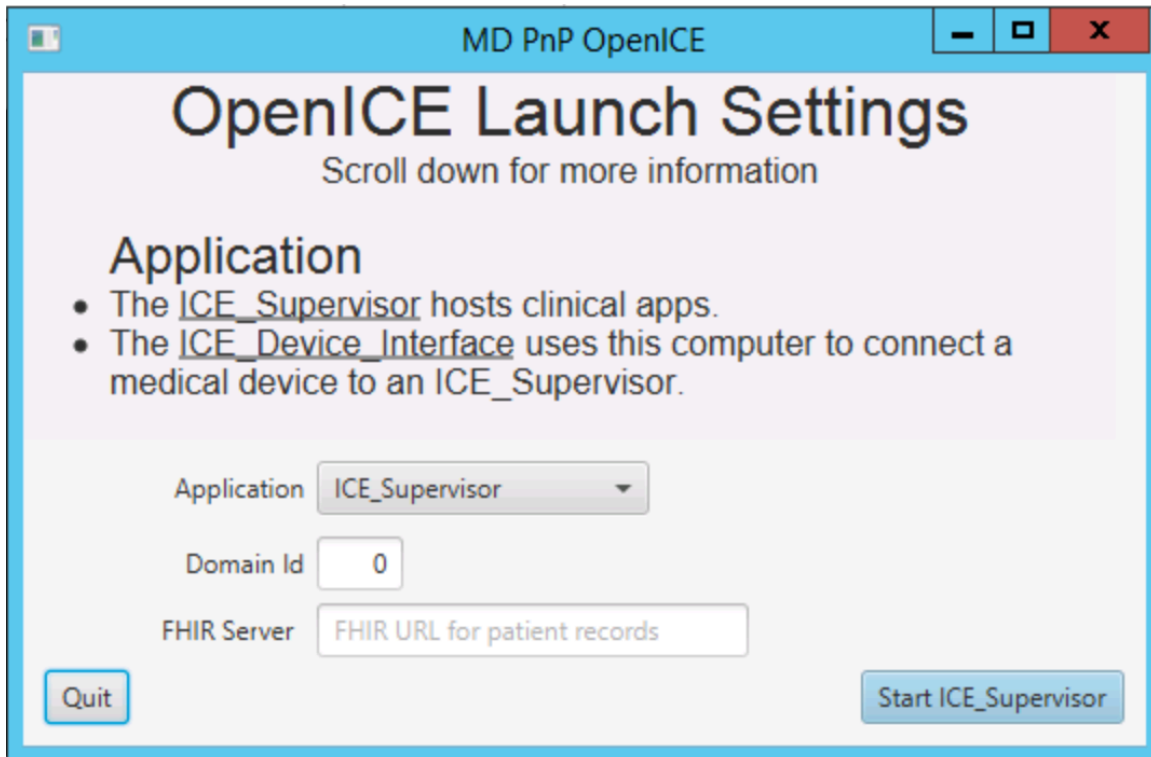 MD PnP OpenICE
OpenICE Launch Settings
Scroll down for more information
Application
• The ICE_Supervisor hosts clinical apps.
• The ICE_Device_Interface uses this computer to connect a
medical device to an ICE_Supervisor.
Application ICE_Supervisor
Domain Id 0
FHIR Server FHIR URL for patient records
Quit Start ICE_Supervisor